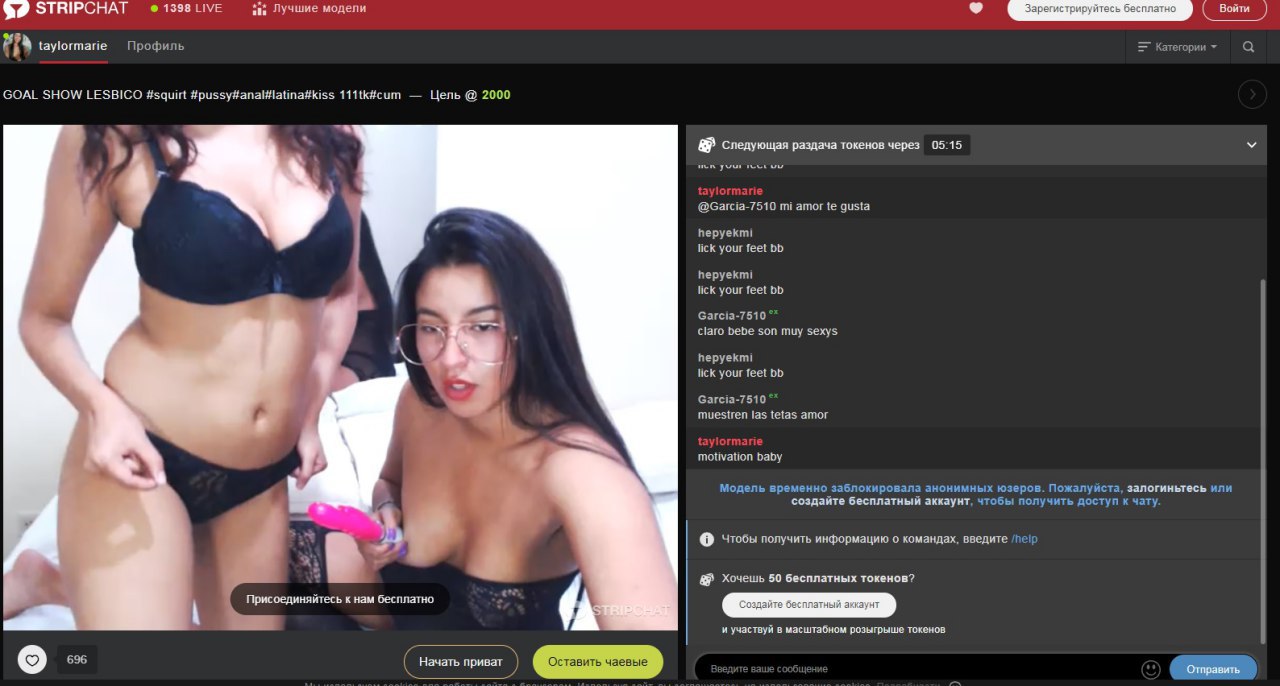 STRIPCHAT
1398 LIVE
Лучшие модели
Зарегистрируйтесь бесплатно
Войти
taylormarie
Профиль
Категории
GOAL SHOW LESBICO #squirt #pussy#anal#latina#kiss 111tk#cum — Цель @ 2000
Следующая раздача токенов через 05:15
lick your feet bb
taylormarie
@Garcia-7510 mi amor te gusta
hepyekmi
lick your feet bb
hepyekmi
lick your feet bb
Garcia-7510 ex
claro bebe son muy sexys
hepyekmi
lick your feet bb
Garcia-7510 ex
muestren las tetas amor
taylormarie
motivation baby
Модель временно заблокировала анонимных юзеров. Пожалуйста, залогиньтесь или
создайте бесплатный аккаунт, чтобы получить доступ к чату.
Чтобы получить информацию о командах, введите /help
Хочешь 50 бесплатных токенов?
Создайте бесплатный аккаунт
и участвуй в масштабном розыгрыше токенов
Присоединяйтесь к нам бесплатно
STRIPCHAT
696
Начать приват
Оставить чаевые
Введите ваше сообщение
Отправить